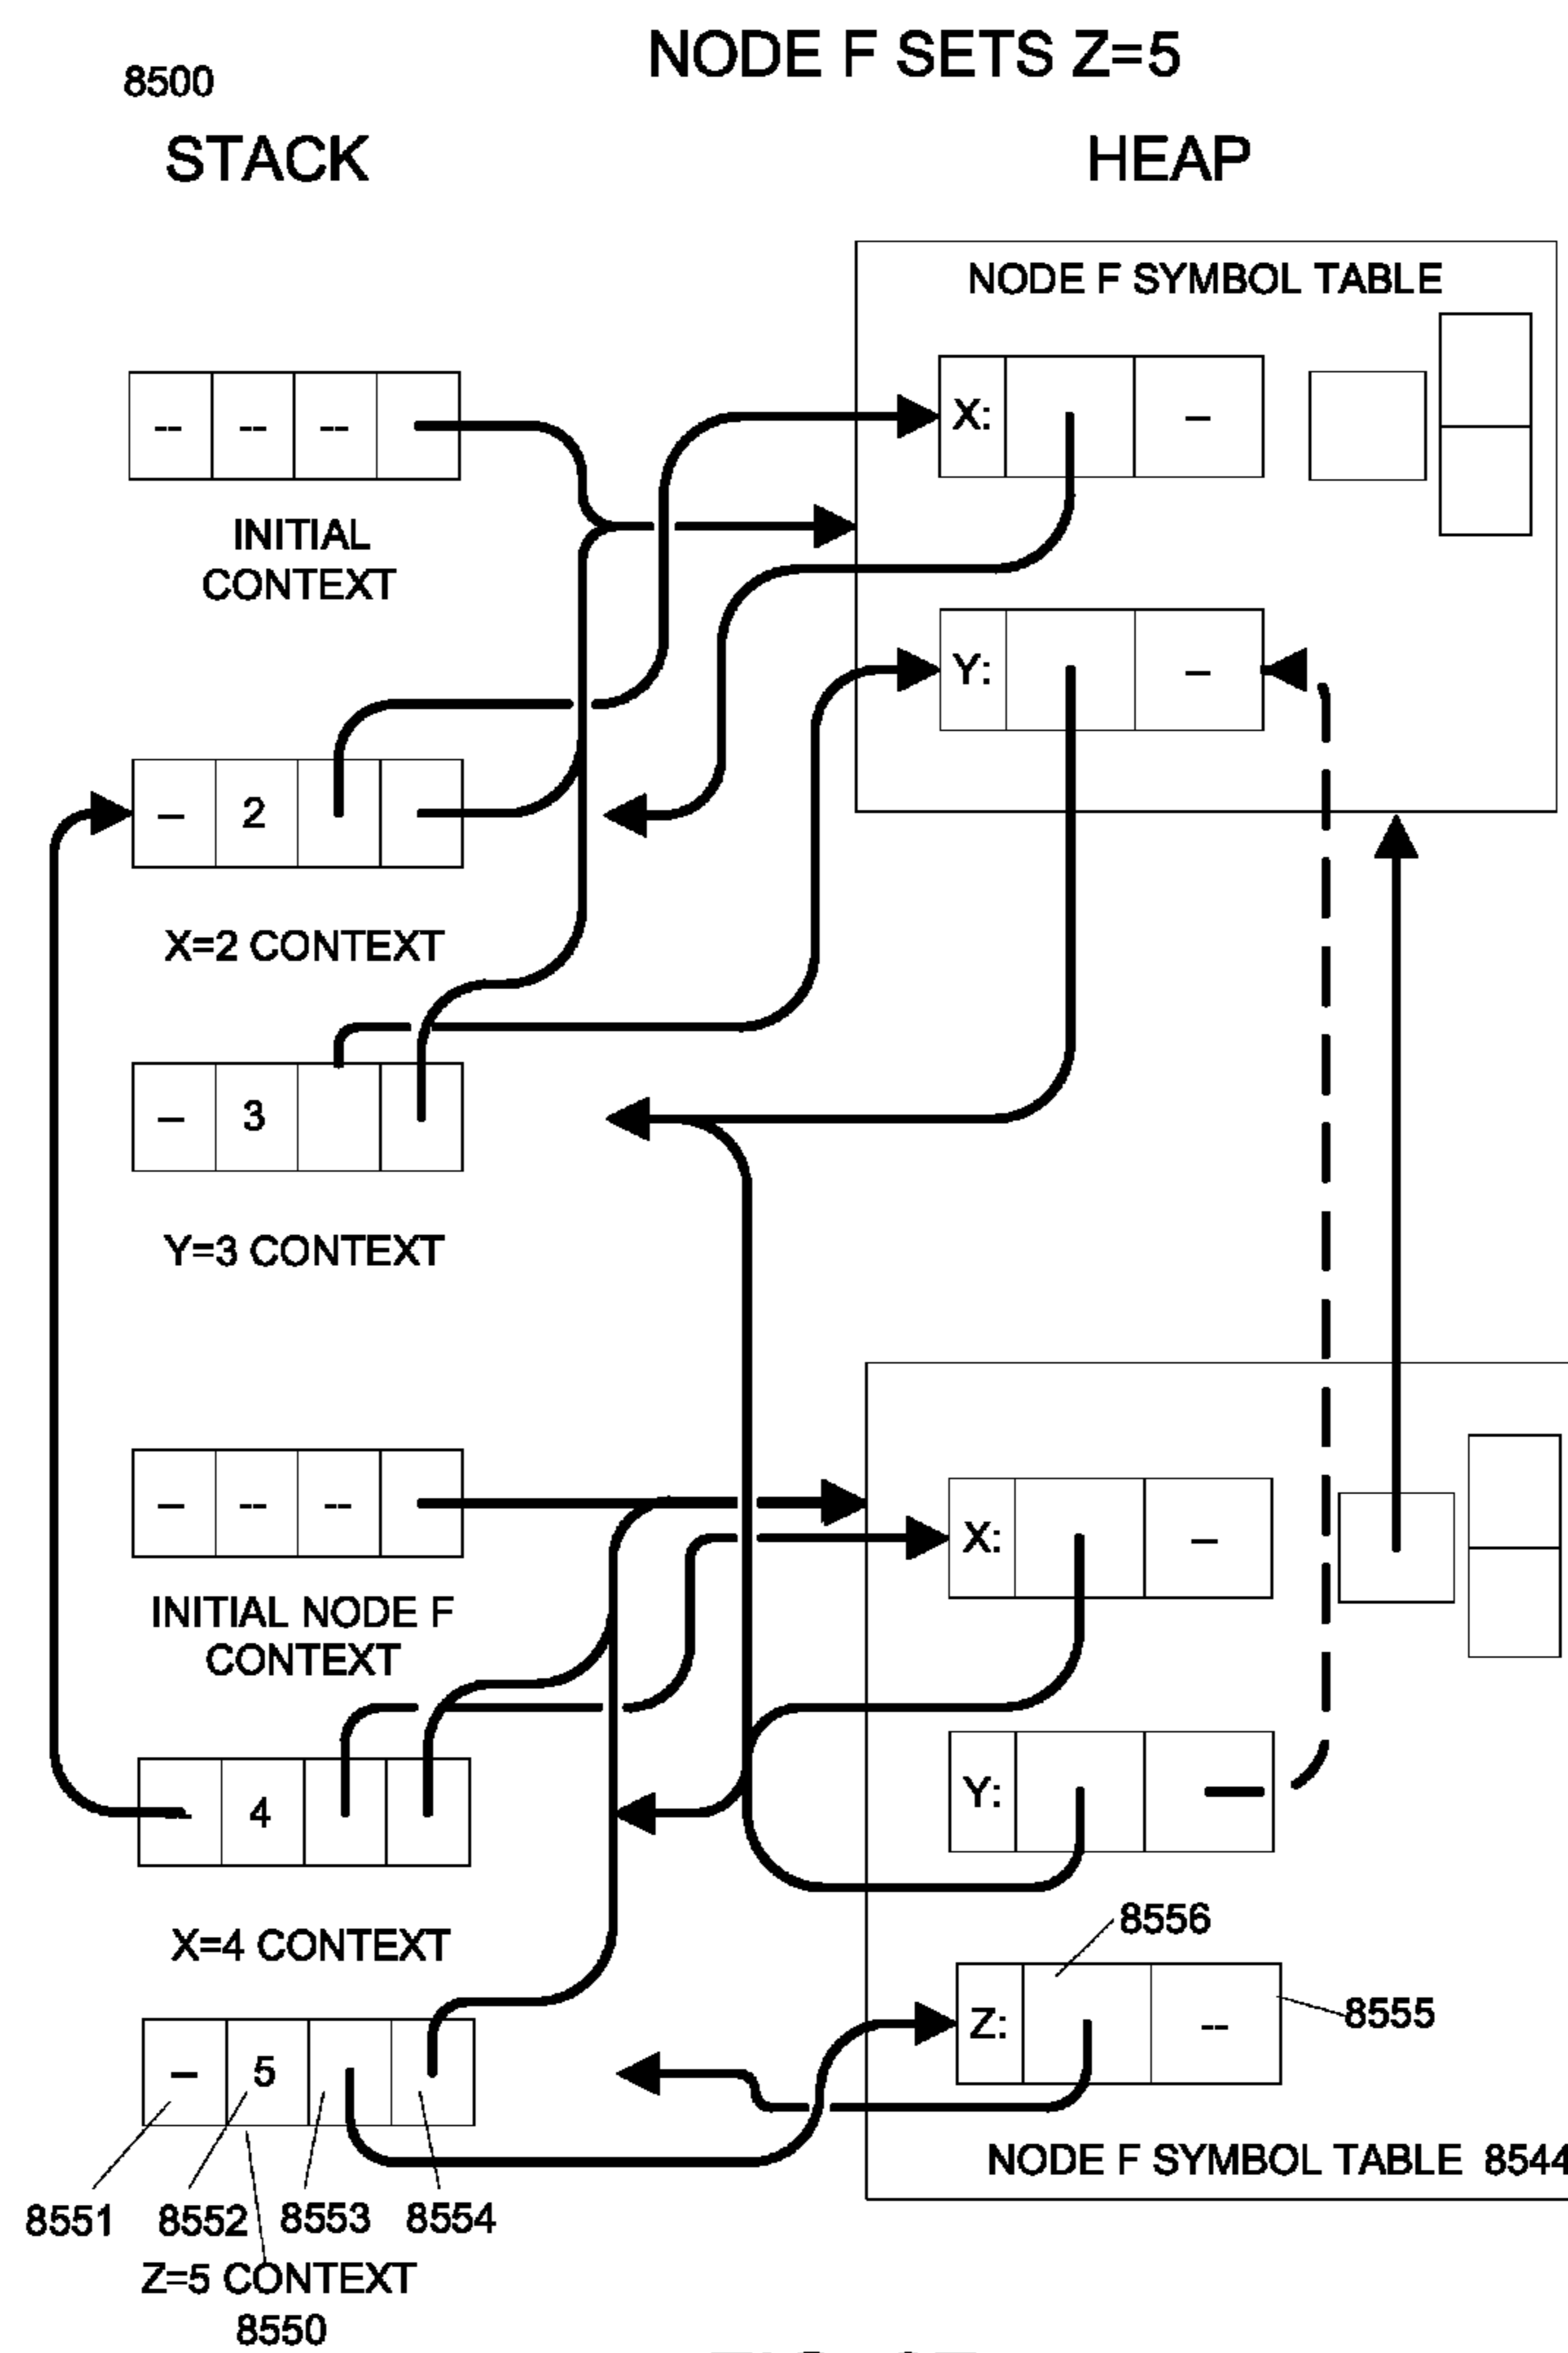 NODE F SETS Z=5
8500
STACK
HEAP
NODE F SYMBOL TABLE
X: –
-- -- --
INITIAL
CONTEXT
Y: –
– 2
X=2 CONTEXT
– 3
Y=3 CONTEXT
– -- --
INITIAL NODE F
CONTEXT
X: –
– 4
Y:
X=4 CONTEXT
8556
Z: --
8555
– 5
NODE F SYMBOL TABLE 8544
8551 8552 8553 8554
Z=5 CONTEXT
8550